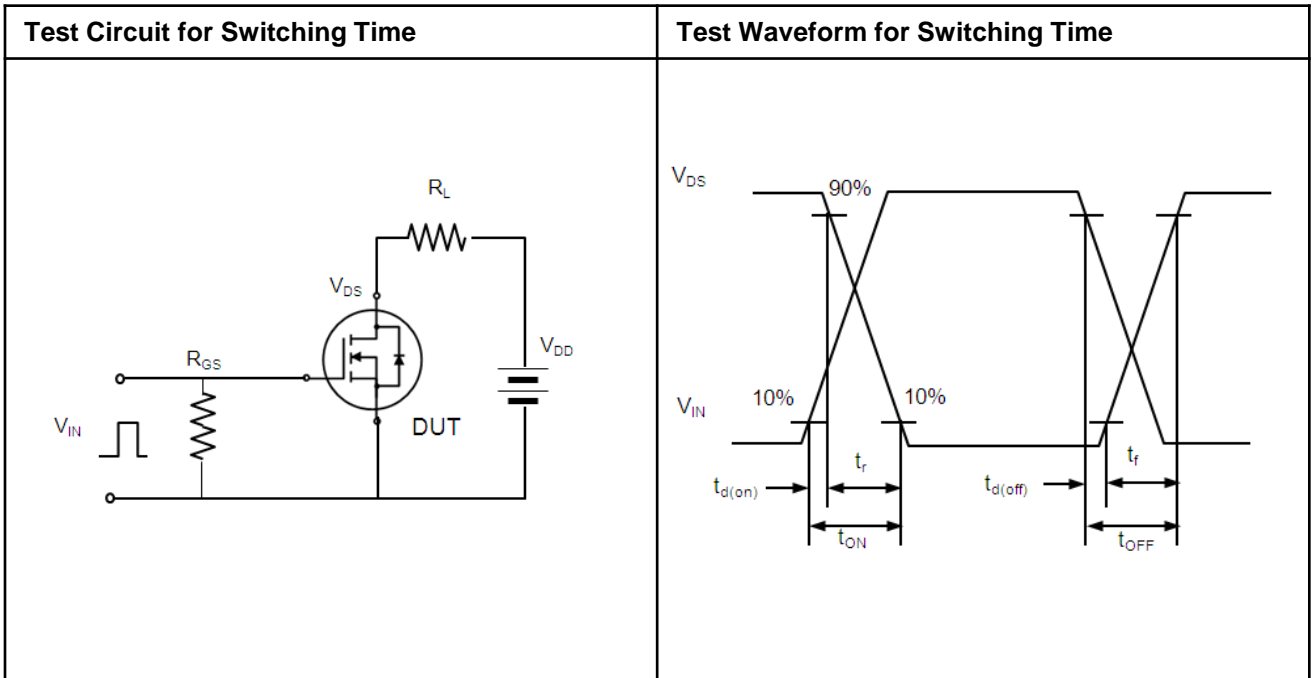 Test Circuit for Switching Time
Test Waveform for Switching Time
RL
VDS
VDD
RGS
VIN
DUT
VDS
90%
VIN
10%
10%
tr
tf
td(on)
td(off)
tON
tOFF